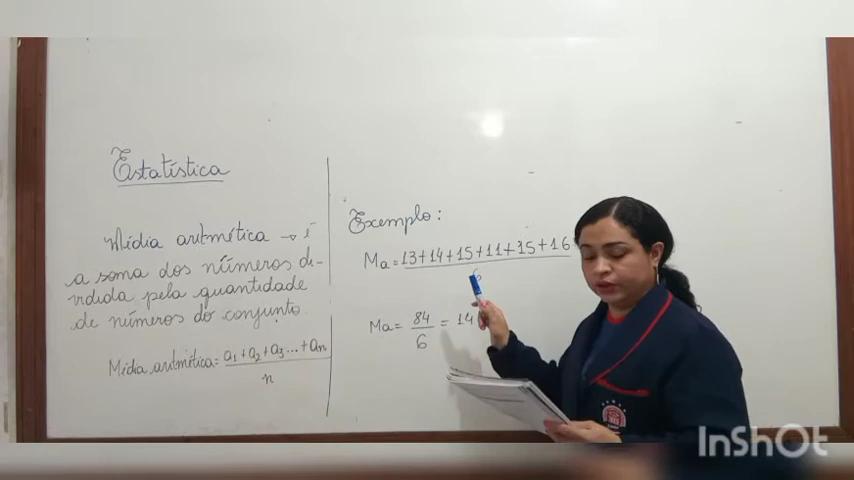 Estatística
Média aritmética → é
a soma dos números di-
vidida pela quantidade
de números do conjunto.
Média aritmética = a1 + a2 + a3 ... + an
n
Exemplo:
Ma = 13+14+15+11+15+16
6
Ma = 84 = 14
6
InShOt